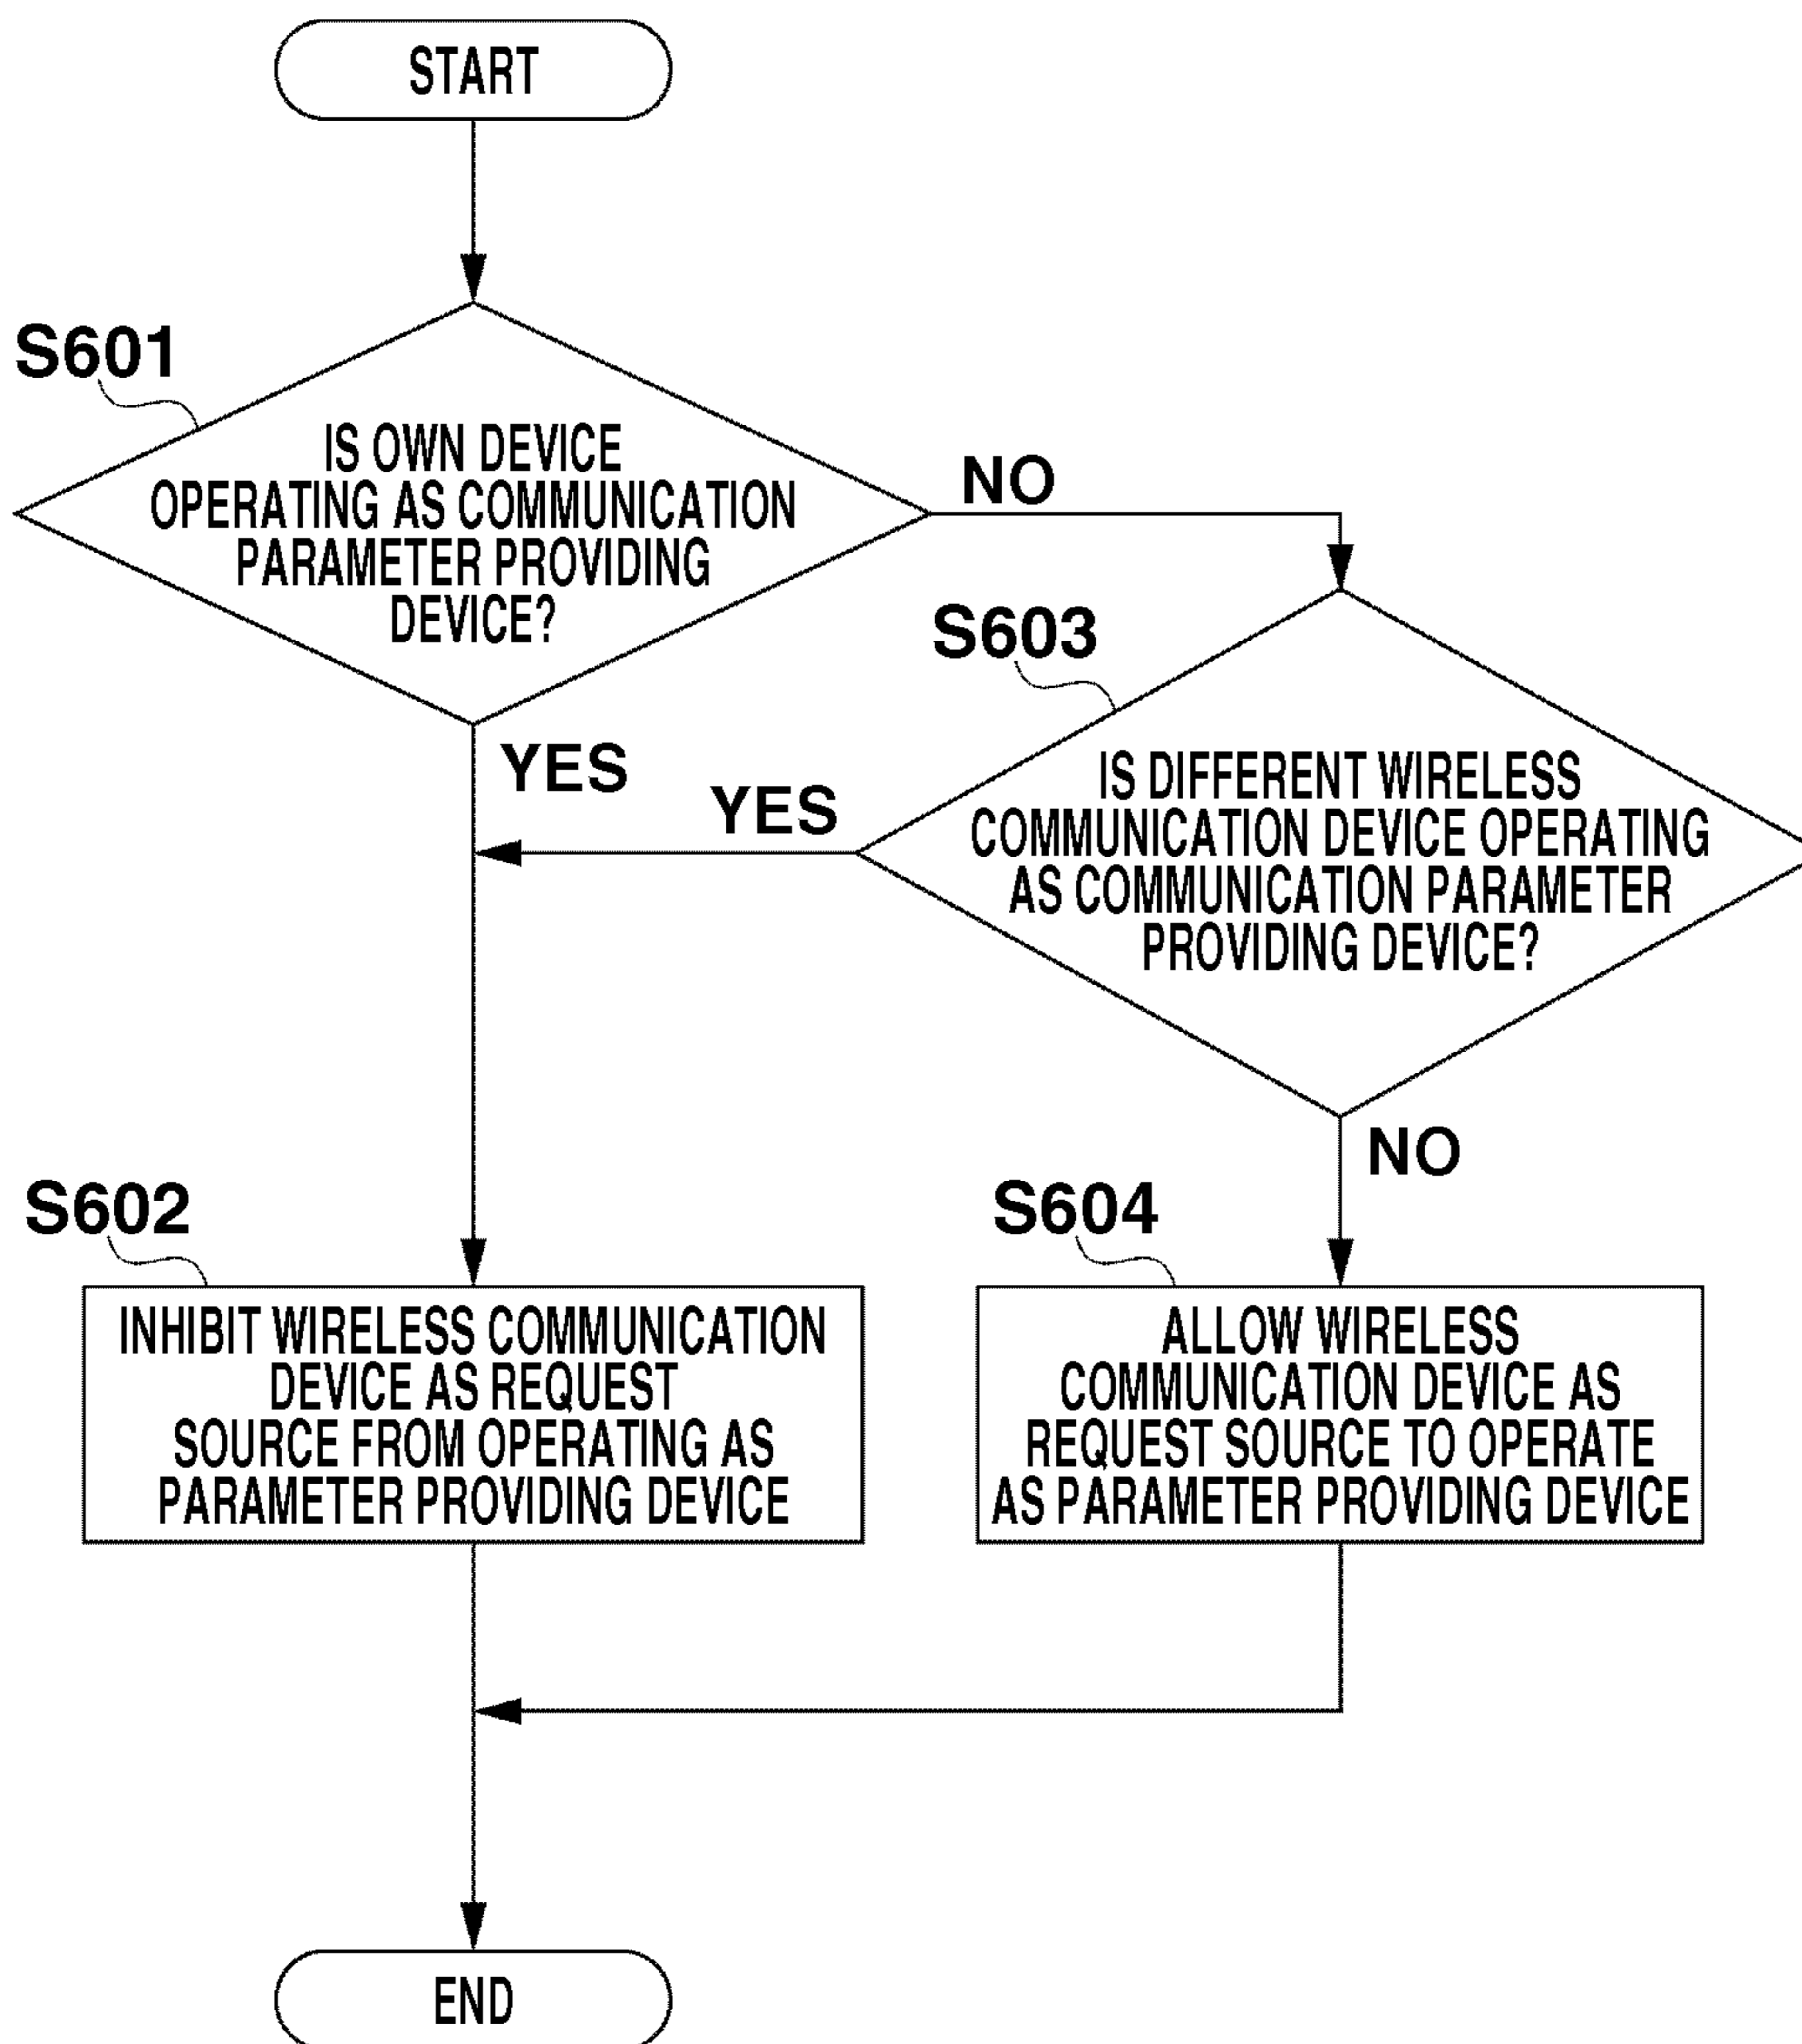 START
S601
IS OWN DEVICE
OPERATING AS COMMUNICATION
PARAMETER PROVIDING
DEVICE?
NO
YES
S603
IS DIFFERENT WIRELESS
COMMUNICATION DEVICE OPERATING
AS COMMUNICATION PARAMETER
PROVIDING DEVICE?
YES
NO
S602
INHIBIT WIRELESS COMMUNICATION
DEVICE AS REQUEST
SOURCE FROM OPERATING AS
PARAMETER PROVIDING DEVICE
S604
ALLOW WIRELESS
COMMUNICATION DEVICE AS
REQUEST SOURCE TO OPERATE
AS PARAMETER PROVIDING DEVICE
END